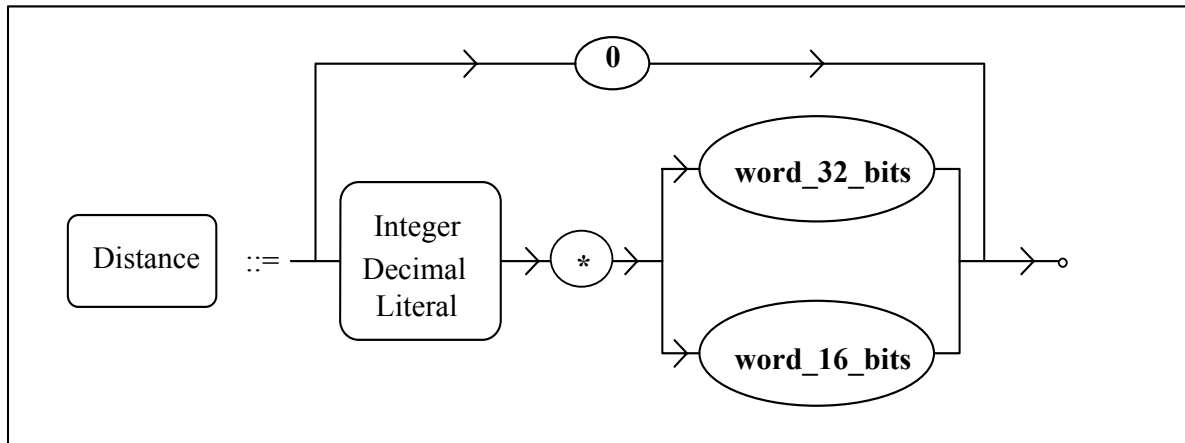 0
word_32_bits
Distance ::=
Integer
Decimal
Literal
*
word_16_bits